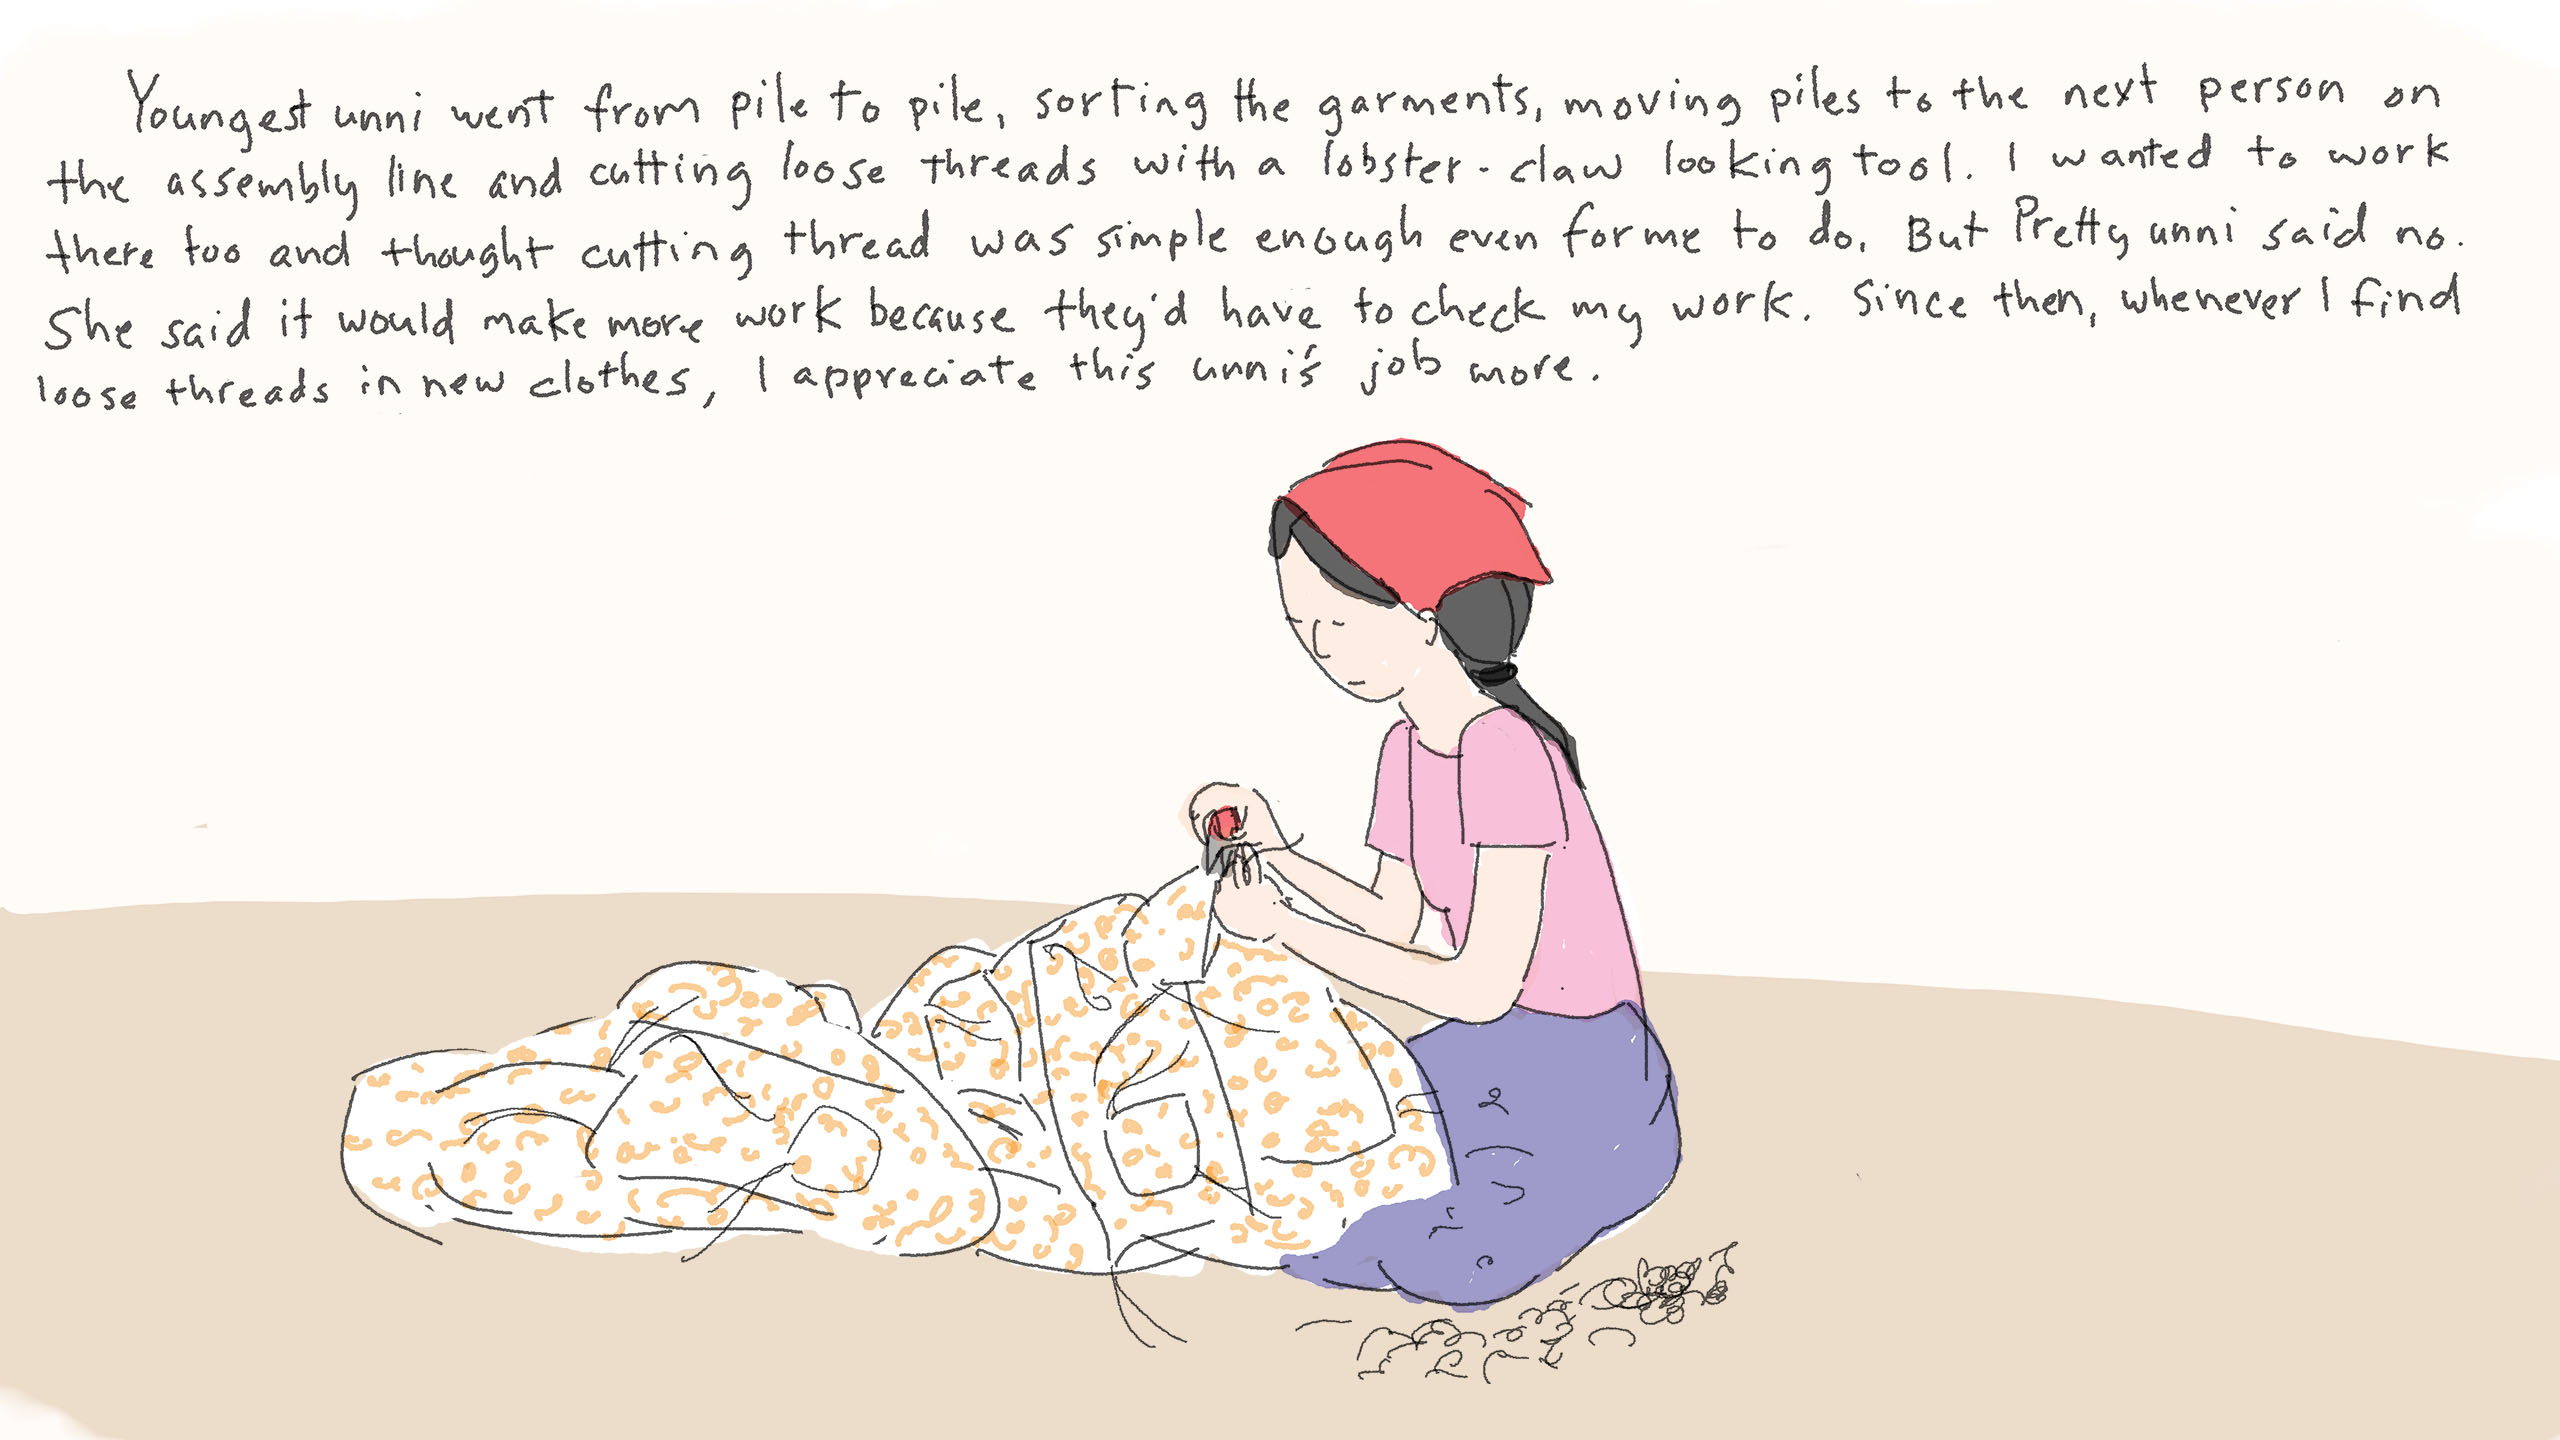 Youngest unni went from pile to pile, sorting the garments, moving piles to the next person on
the assembly line and cutting loose threads with a lobster-claw looking tool. I wanted to work
there too and thought cutting thread was simple enough even for me to do. But Pretty unni said no.
She said it would make more work because they'd have to check my work. Since then, whenever I find
loose threads in new clothes, I appreciate this unni's job more.